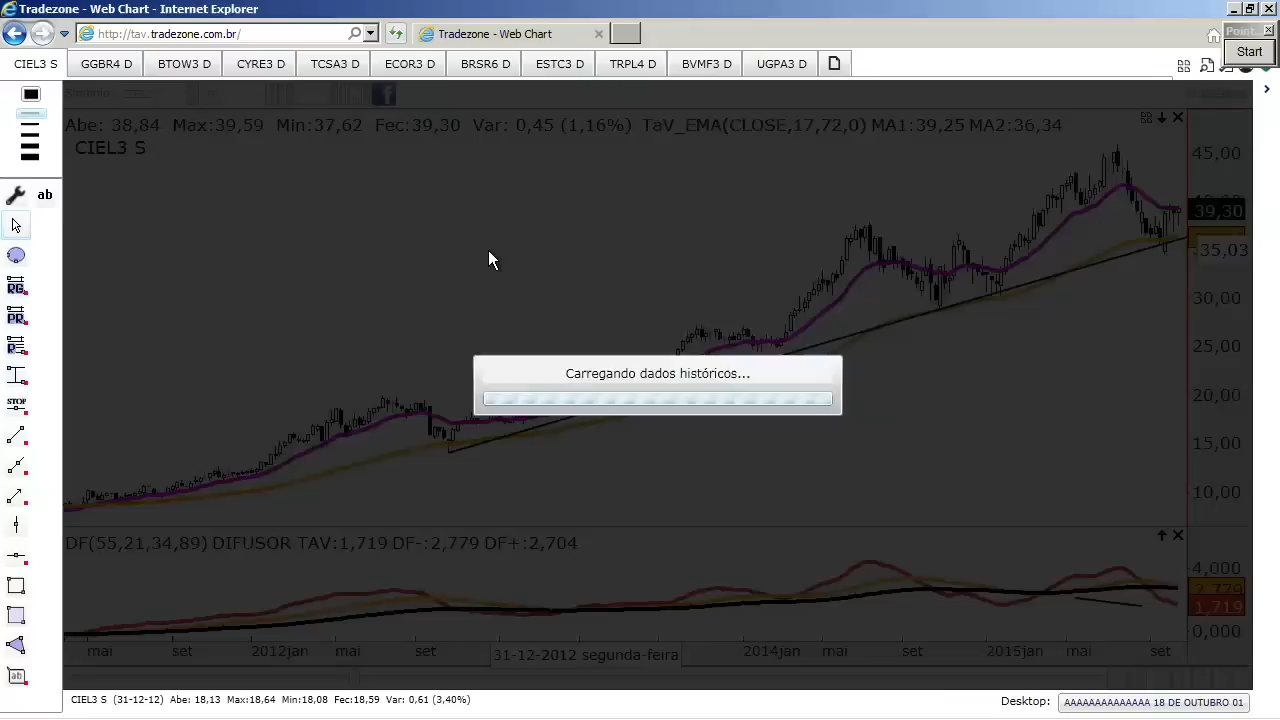 Tradezone - Web Chart - Internet Explorer
http://tav.tradezone.com.br/
Tradezone - Web Chart
Point...
Start
CIEL3 S
GGBR4 D
BTOW3 D
CYRE3 D
TCSA3 D
ECOR3 D
BRSR6 D
ESTC3 D
TRPL4 D
BVMF3 D
UGPA3 D
Abe: 38,84 Max:39,59 Min:37,62 Fec:39,30 Var: 0,45 (1,16%) TaV_EMA(CLOSE,17,72,0) MA1:39,25 MA2:36,34
CIEL3 S
45,00
39,30
35,03
30,00
25,00
20,00
15,00
10,00
ab
RG
PR
P
STOP
ab
Carregando dados históricos...
DF(55,21,34,89) DIFUSOR TAV:1,719 DF-:2,779 DF+:2,704
4,000
2,779
1,719
0,000
mai
set
2012jan
mai
set
31-12-2012 segunda-feira
2014jan
mai
set
2015jan
mai
set
CIEL3 S (31-12-12) Abe: 18,13 Max:18,64 Min:18,08 Fec:18,59 Var: 0,61 (3,40%)
Desktop:
AAAAAAAAAAAAAA 18 DE OUTUBRO 01